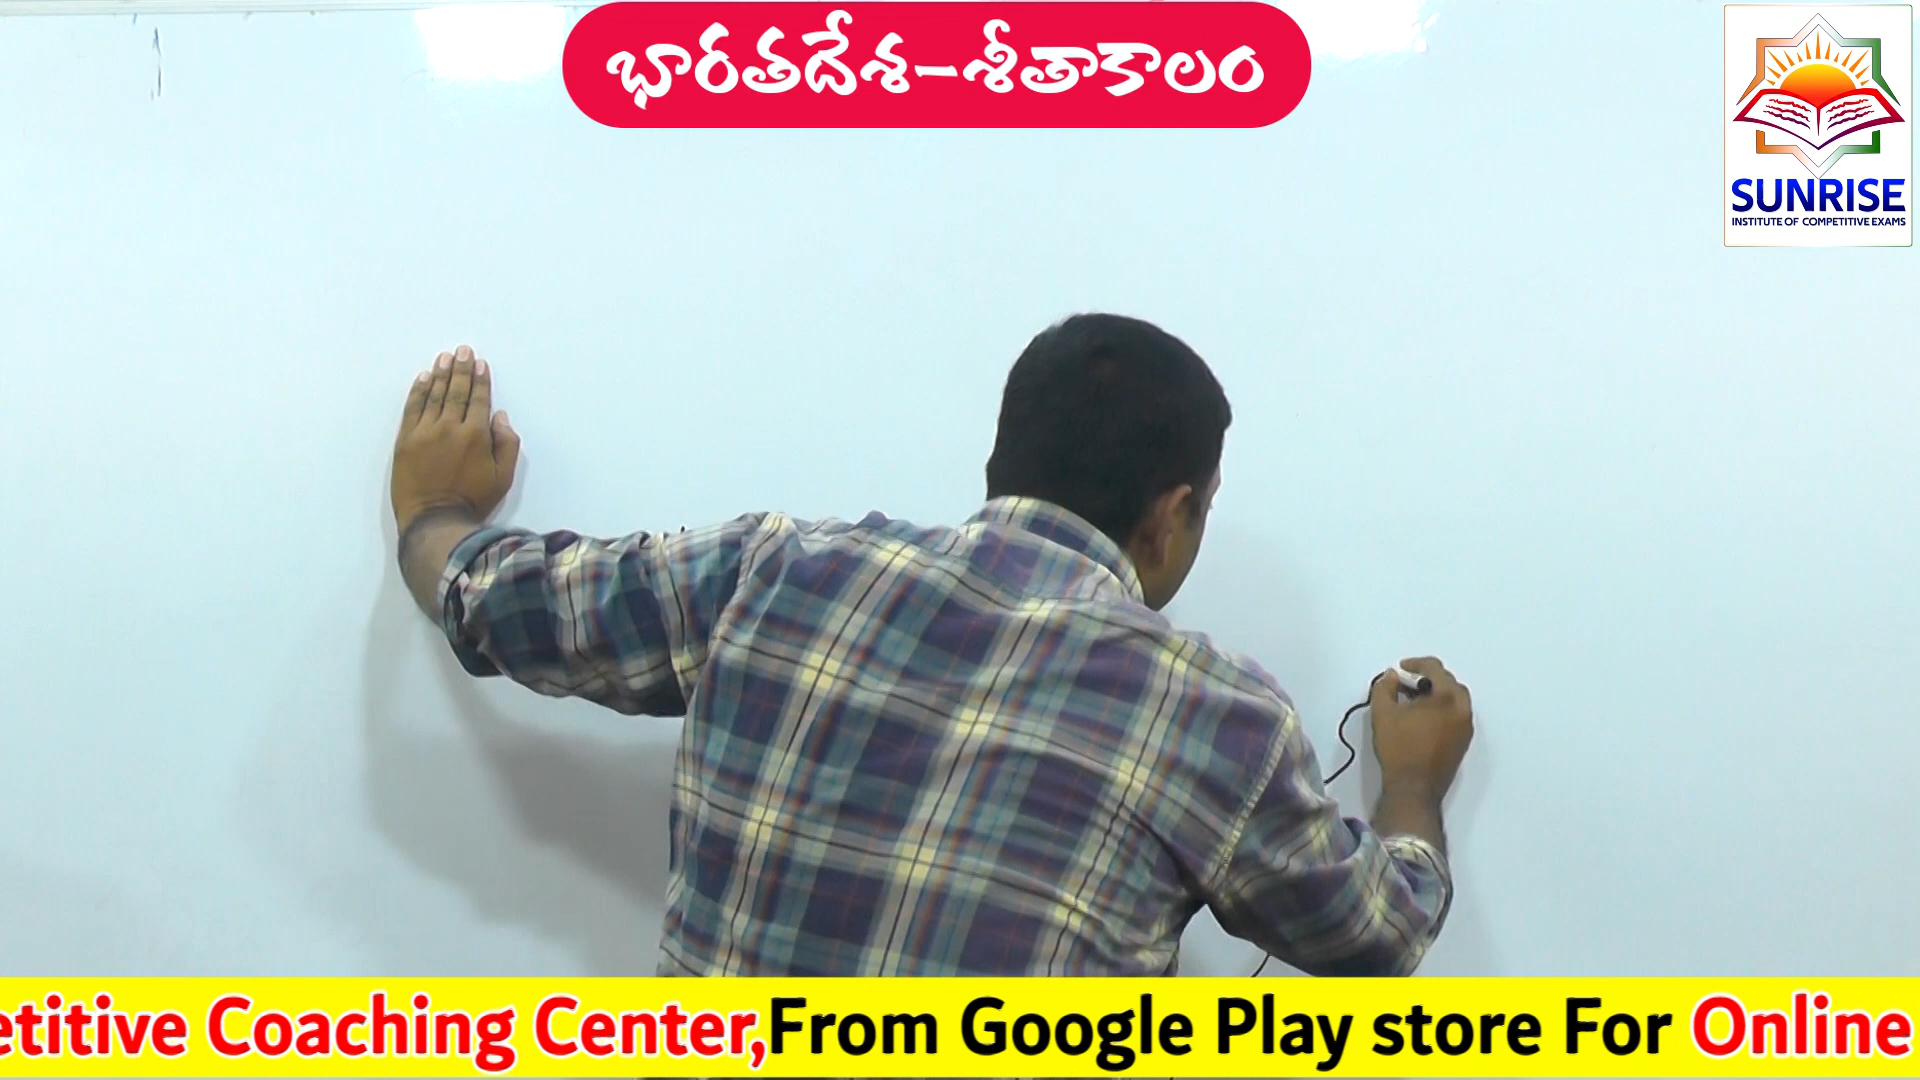 భారతదేశ-శీతాకాలం
SUNRISE
INSTITUTE OF COMPETITIVE EXAMS
etitive Coaching Center,From Google Play store For Online